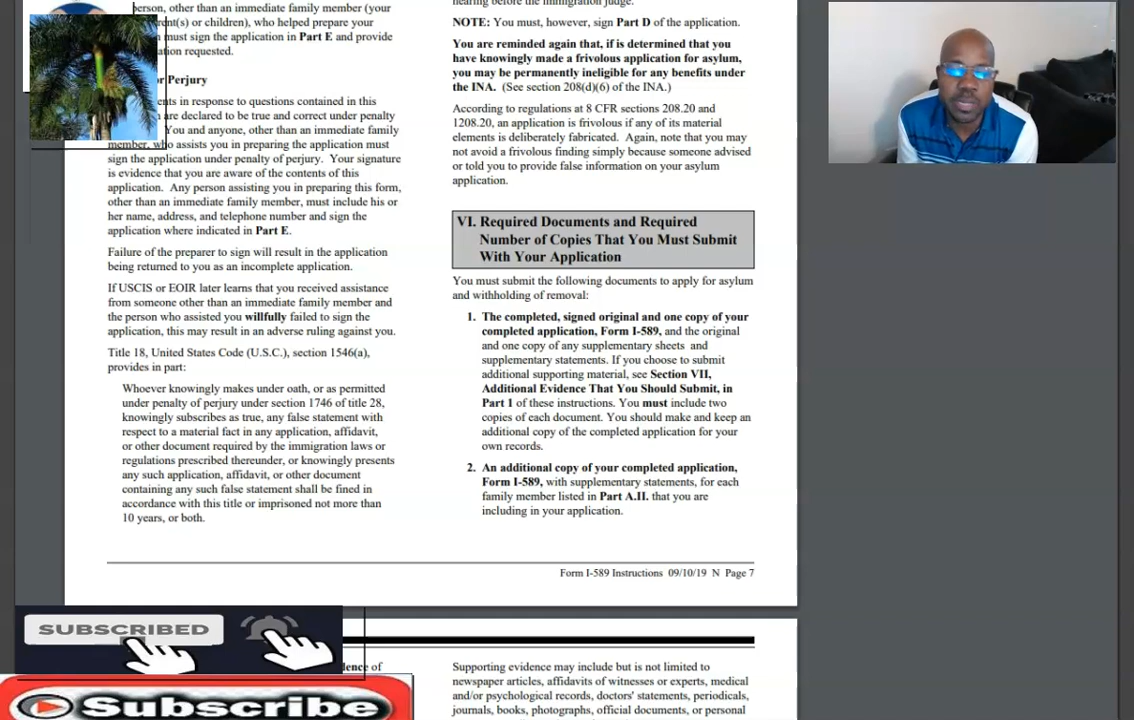 person, other than an immediate family member (your
or children), who helped prepare your
must sign the application in Part E and provide
requested.
Perjury
in response to questions contained in this
are declared to be true and correct under penalty
You and anyone, other than an immediate family
member, who assists you in preparing the application must
sign the application under penalty of perjury. Your signature
is evidence that you are aware of the contents of this
application. Any person assisting you in preparing this form,
other than an immediate family member, must include his or
her name, address, and telephone number and sign the
application where indicated in Part E.
Failure of the preparer to sign will result in the application
being returned to you as an incomplete application.
If USCIS or EOIR later learns that you received assistance
from someone other than an immediate family member and
the person who assisted you willfully failed to sign the
application, this may result in an adverse ruling against you.
Title 18, United States Code (U.S.C.), section 1546(a),
provides in part:
Whoever knowingly makes under oath, or as permitted
under penalty of perjury under section 1746 of title 28,
knowingly subscribes as true, any false statement with
respect to a material fact in any application, affidavit,
or other document required by the immigration laws or
regulations prescribed thereunder, or knowingly presents
any such application, affidavit, or other document
containing any such false statement shall be fined in
accordance with this title or imprisoned not more than
10 years, or both.
hearing before the immigration judge.
NOTE: You must, however, sign Part D of the application.
You are reminded again that, if is determined that you
have knowingly made a frivolous application for asylum,
you may be permanently ineligible for any benefits under
the INA. (See section 208(d)(6) of the INA.)
According to regulations at 8 CFR sections 208.20 and
1208.20, an application is frivolous if any of its material
elements is deliberately fabricated. Again, note that you may
not avoid a frivolous finding simply because someone advised
or told you to provide false information on your asylum
application.
VI. Required Documents and Required
Number of Copies That You Must Submit
With Your Application
You must submit the following documents to apply for asylum
and withholding of removal:
1. The completed, signed original and one copy of your
completed application, Form I-589, and the original
and one copy of any supplementary sheets and
supplementary statements. If you choose to submit
additional supporting material, see Section VII,
Additional Evidence That You Should Submit, in
Part 1 of these instructions. You must include two
copies of each document. You should make and keep an
additional copy of the completed application for your
own records.
2. An additional copy of your completed application,
Form I-589, with supplementary statements, for each
family member listed in Part A.II. that you are
including in your application.
Form I-589 Instructions 09/10/19 N Page 7
SUBSCRIBED
Subscribe
of
Supporting evidence may include but is not limited to
newspaper articles, affidavits of witnesses or experts, medical
and/or psychological records, doctors' statements, periodicals,
journals, books, photographs, official documents, or personal